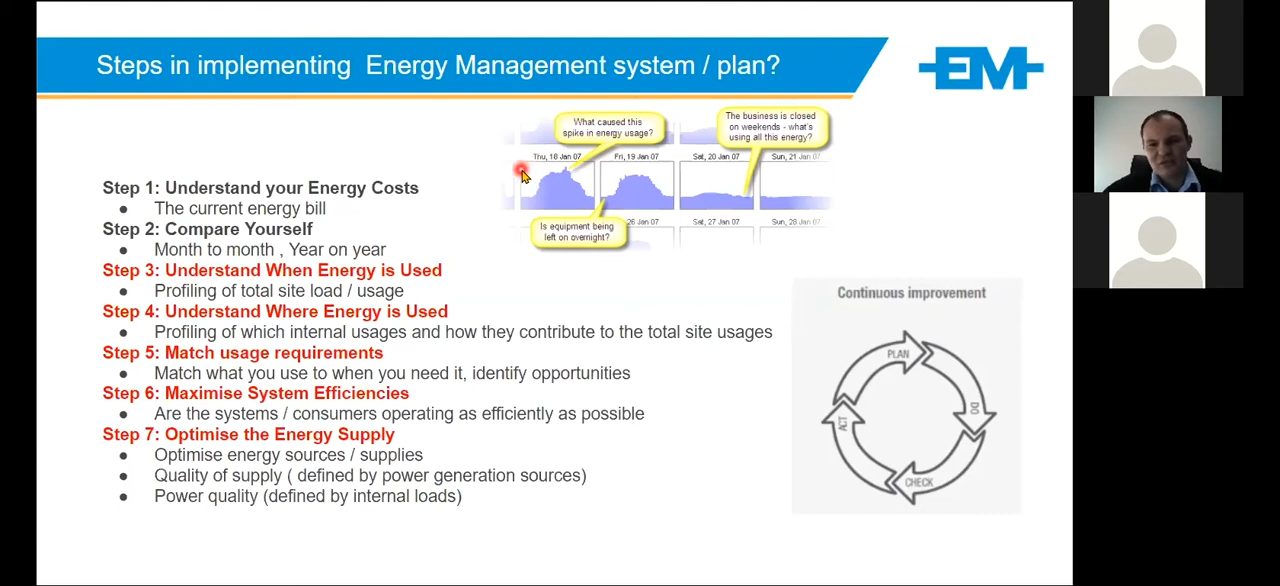 Steps in implementing Energy Management system / plan?
EM
What caused this
spike in energy usage?
The business is closed
on weekends - what's
using all this energy?
Thu, 18 Jan 07
Fri, 19 Jan 07
Sat, 20 Jan 07
Sun, 21 Jan 07
Is equipment being
left on overnight?
26 Jan 07
Sat, 27 Jan 07
Sun, 28 Jan 07
Step 1: Understand your Energy Costs
● The current energy bill
Step 2: Compare Yourself
● Month to month , Year on year
Step 3: Understand When Energy is Used
● Profiling of total site load / usage
Step 4: Understand Where Energy is Used
● Profiling of which internal usages and how they contribute to the total site usages
Step 5: Match usage requirements
● Match what you use to when you need it, identify opportunities
Step 6: Maximise System Efficiencies
● Are the systems / consumers operating as efficiently as possible
Step 7: Optimise the Energy Supply
● Optimise energy sources / supplies
● Quality of supply ( defined by power generation sources)
● Power quality (defined by internal loads)
Continuous improvement
PLAN
DO
CHECK
ACT